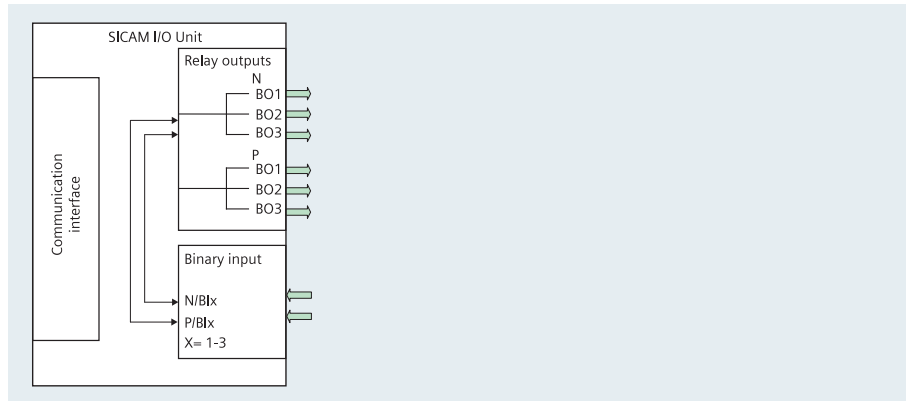 SICAM I/O Unit
Relay outputs
N
BO1
BO2
BO3
P
BO1
BO2
BO3
Communication
interface
Binary input
N/BIx
P/BIx
X= 1-3